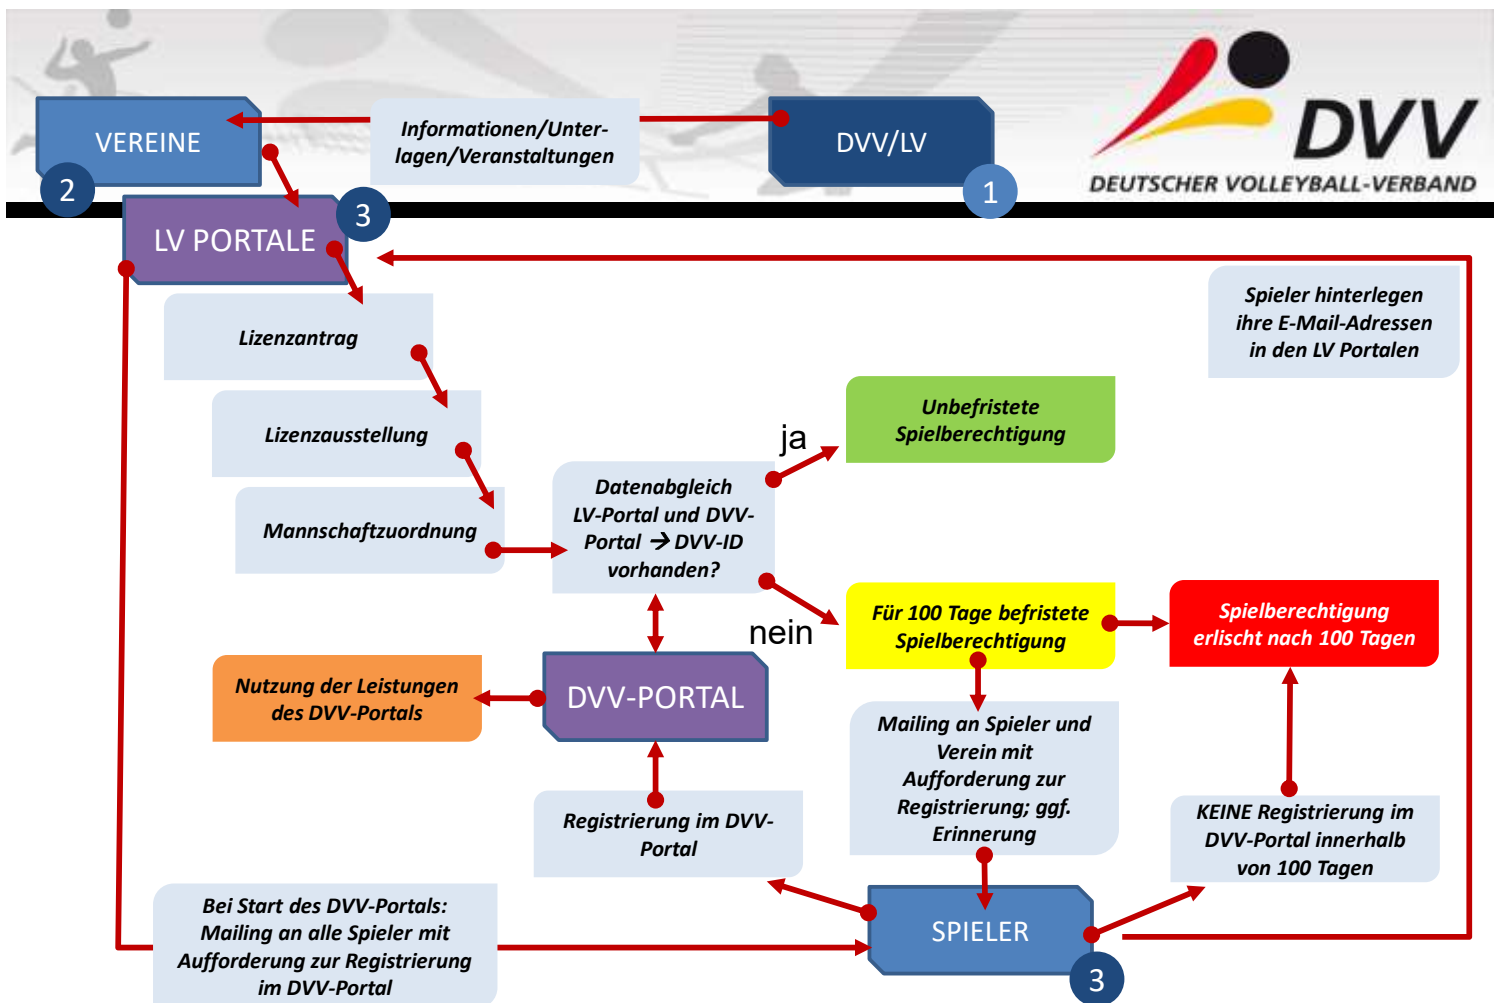 VEREINE
2
Informationen/Unter-
lagen/Veranstaltungen
DVV/LV
1
DVV
DEUTSCHER VOLLEYBALL-VERBAND
LV PORTALE
3
Spieler hinterlegen
ihre E-Mail-Adressen
in den LV Portalen
Lizenzantrag
Lizenzausstellung
Mannschaftzuordnung
Datenabgleich
LV-Portal und DVV-
Portal → DVV-ID
vorhanden?
ja
Unbefristete
Spielberechtigung
nein
Für 100 Tage befristete
Spielberechtigung
Spielberechtigung
erlischt nach 100 Tagen
Nutzung der Leistungen
des DVV-Portals
DVV-PORTAL
Mailing an Spieler und
Verein mit
Aufforderung zur
Registrierung; ggf.
Erinnerung
Registrierung im DVV-
Portal
KEINE Registrierung im
DVV-Portal innerhalb
von 100 Tagen
Bei Start des DVV-Portals:
Mailing an alle Spieler mit
Aufforderung zur Registrierung
im DVV-Portal
SPIELER
3